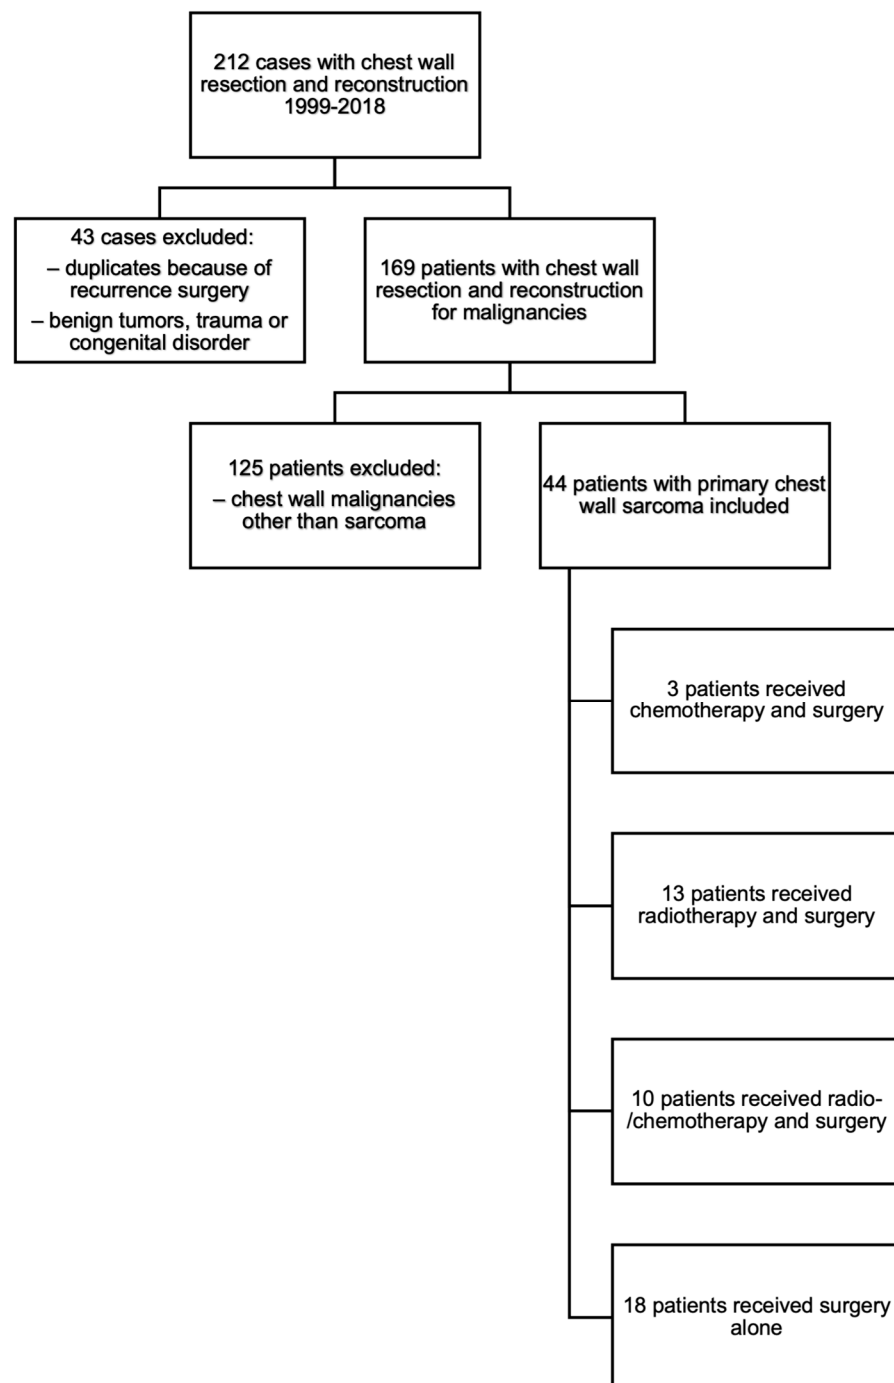 212 cases with chest wall
resection and reconstruction
1999-2018
43 cases excluded:
– duplicates because of
recurrence surgery
– benign tumors, trauma or
congenital disorder
169 patients with chest wall
resection and reconstruction
for malignancies
125 patients excluded:
– chest wall malignancies
other than sarcoma
44 patients with primary chest
wall sarcoma included
3 patients received
chemotherapy and surgery
13 patients received
radiotherapy and surgery
10 patients received radio-
/chemotherapy and surgery
18 patients received surgery
alone